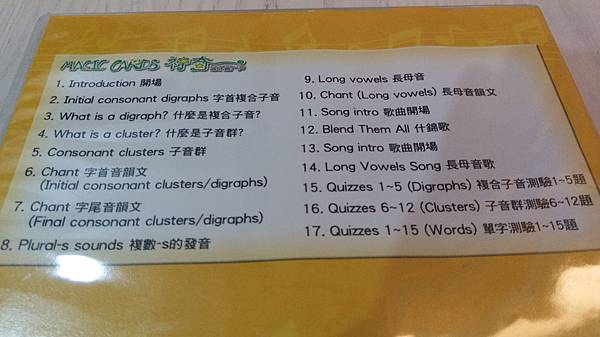 MAGIC CARDS 神奇
1. Introduction 開場
2. Initial consonant digraphs 字首複合子音
3. What is a digraph? 什麼是複合子音?
4. What is a cluster? 什麼是子音群?
5. Consonant clusters 子音群
6. Chant 字首音韻文
(Initial consonant clusters/digraphs)
7. Chant 字尾音韻文
(Final consonant clusters/digraphs)
8. Plural-s sounds 複數-s的發音
9. Long vowels 長母音
10. Chant (Long vowels) 長母音韻文
11. Song intro 歌曲開場
12. Blend Them All 什錦歌
13. Song intro 歌曲開場
14. Long Vowels Song 長母音歌
15. Quizzes 1~5 (Digraphs) 複合子音測驗1~5題
16. Quizzes 6~12 (Clusters) 子音群測驗6~12題
17. Quizzes 1~15 (Words) 單字測驗1~15題